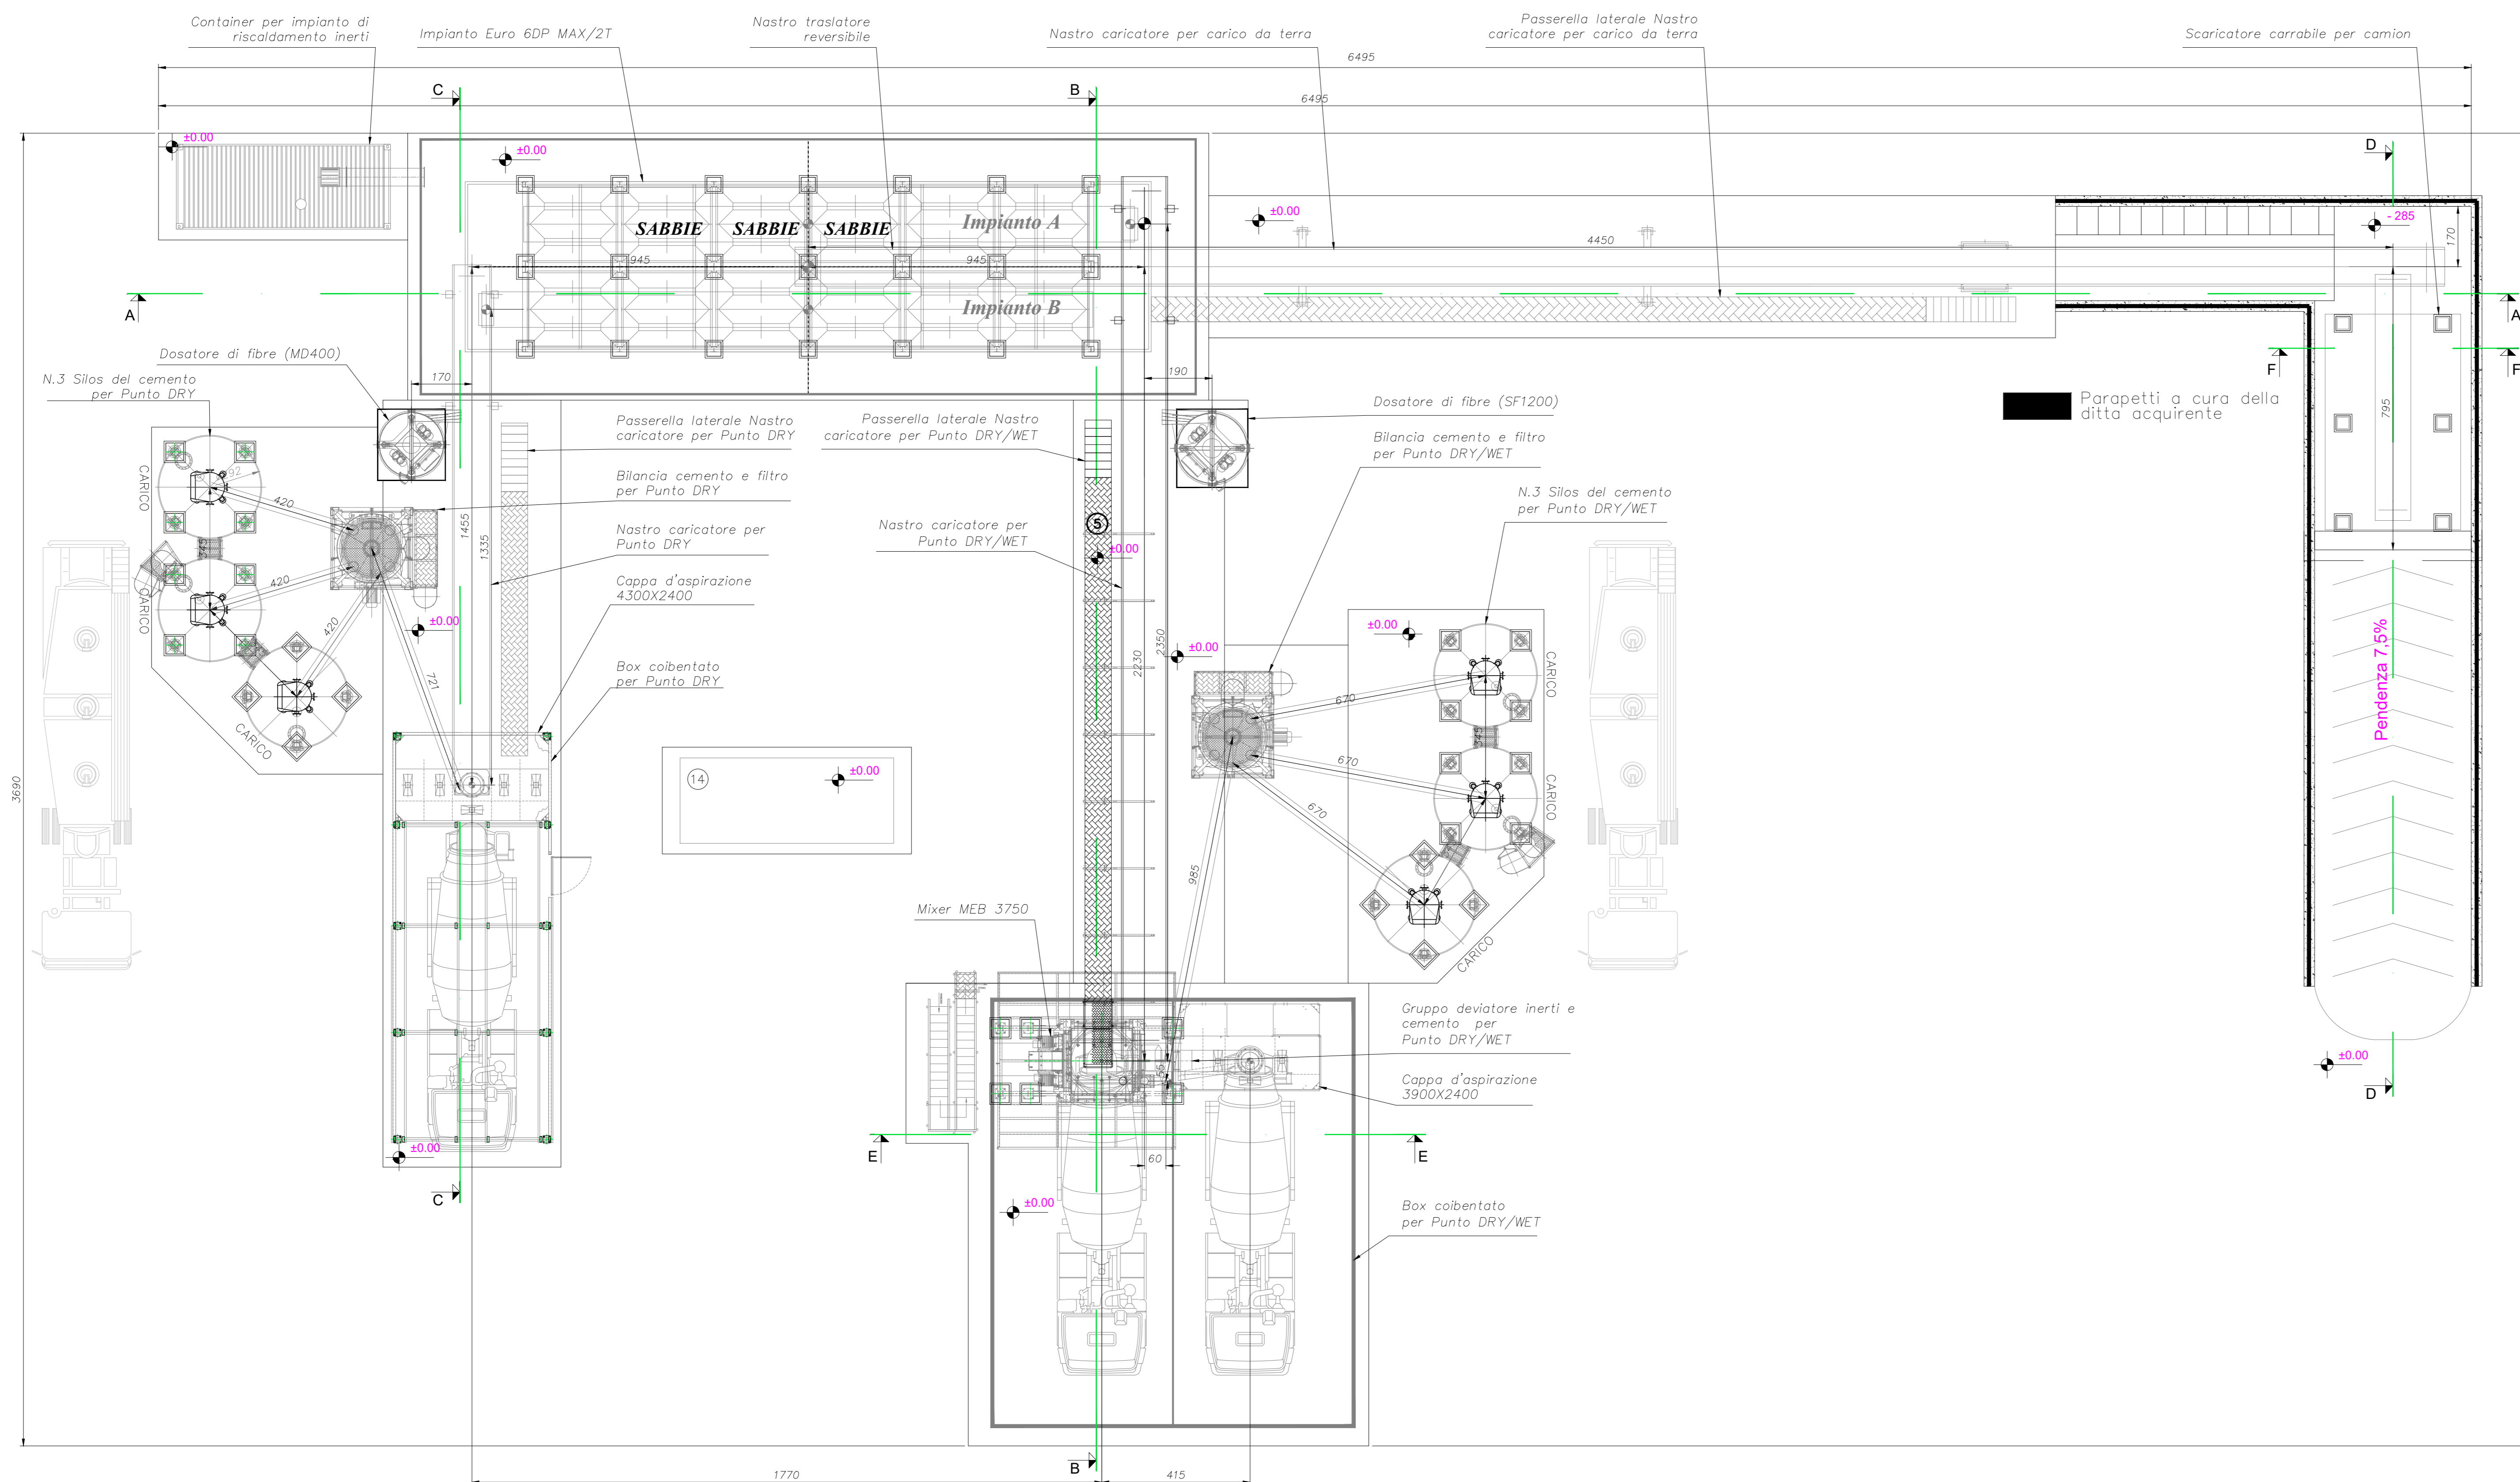 Container per impianto di
riscaldamento inerti
Impianto Euro 6DP MAX/2T
Nastro traslatore
reversibile
Nastro caricatore per carico da terra
Passerella laterale Nastro
caricatore per carico da terra
Scaricatore carrabile per camion
6495
6495
C
B
D
±0.00
±0.00
±0.00
- 285
170
SABBIE
SABBIE
SABBIE
Impianto A
4450
945
945
Impianto B
A
A
F
F
Dosatore di fibre (MD400)
N.3 Silos del cemento
per Punto DRY
170
190
Passerella laterale Nastro
caricatore per Punto DRY
Passerella laterale Nastro
caricatore per Punto DRY/WET
Dosatore di fibre (SF1200)
Bilancia cemento e filtro
per Punto DRY/WET
Parapetti a cura della
ditta acquirente
795
CARICO
92
420
Bilancia cemento e filtro
per Punto DRY
N.3 Silos del cemento
per Punto DRY/WET
1455
1335
Nastro caricatore per
Punto DRY
Nastro caricatore per
Punto DRY/WET
5
±0.00
345
420
CARICO
Cappa d'aspirazione
4300X2400
420
±0.00
±0.00
±0.00
2350
2230
721
Box coibentato
per Punto DRY
CARICO
670
Pendenza 7,5%
CARICO
345
670
CARICO
14
±0.00
3690
670
985
Mixer MEB 3750
CARICO
Gruppo deviatore inerti e
cemento per
Punto DRY/WET
±0.00
Cappa d'aspirazione
3900X2400
D
55
E
E
±0.00
60
C
±0.00
Box coibentato
per Punto DRY/WET
B
1770
415